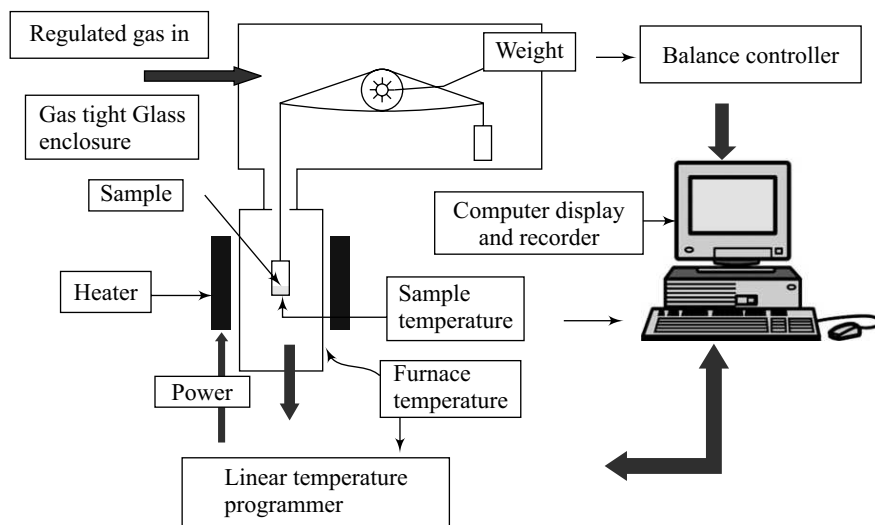 Regulated gas in
Weight
Balance controller
Gas tight Glass
enclosure
Sample
Computer display
and recorder
Heater
Sample
temperature
Power
Furnace
temperature
Linear temperature
programmer